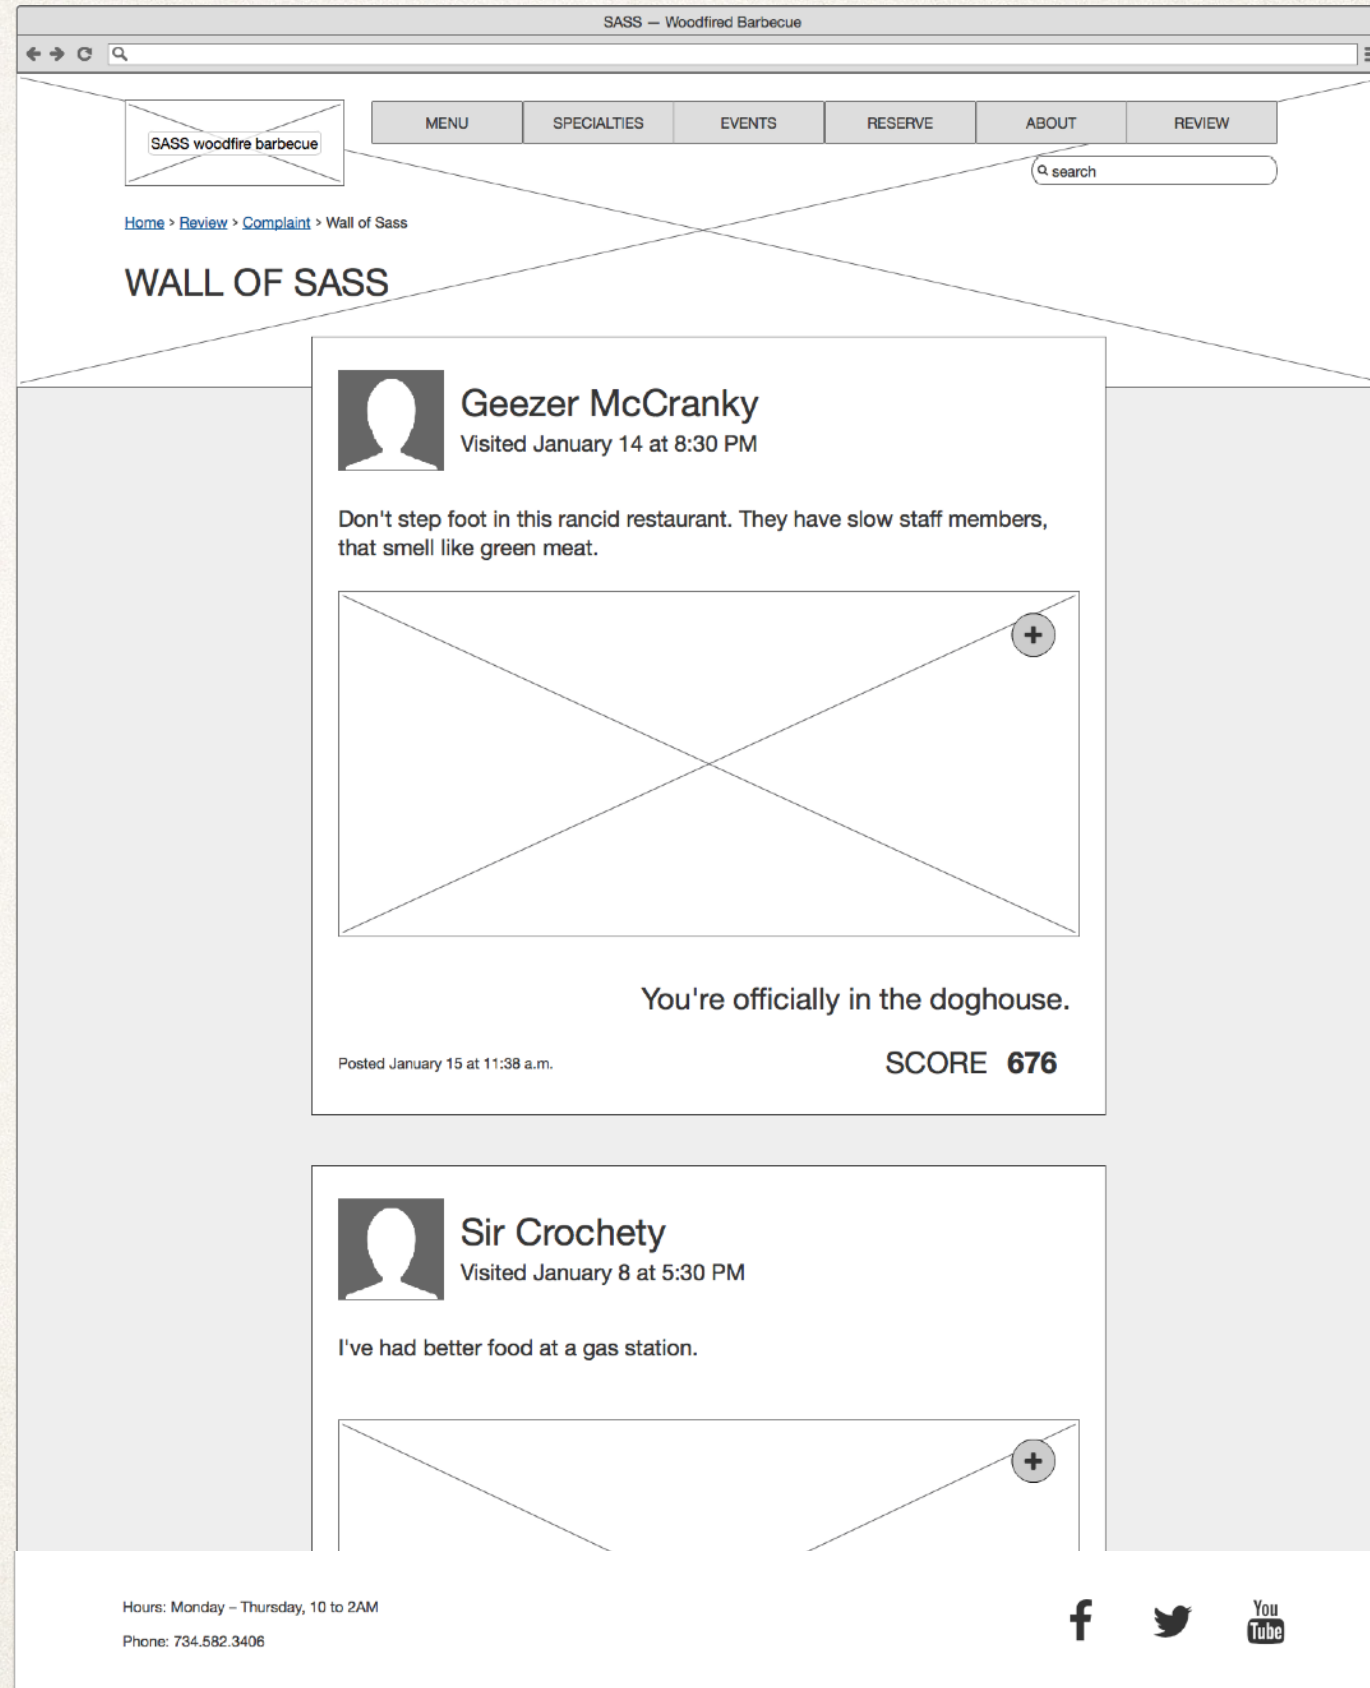 SASS — Woodfired Barbecue
SASS woodfire barbecue
MENU
SPECIALTIES
EVENTS
RESERVE
ABOUT
REVIEW
search
Home > Review > Complaint > Wall of Sass
WALL OF SASS
Geezer McCranky
Visited January 14 at 8:30 PM
Don't step foot in this rancid restaurant. They have slow staff members,
that smell like green meat.
+
You're officially in the doghouse.
Posted January 15 at 11:38 a.m.
SCORE 676
Sir Crochety
Visited January 8 at 5:30 PM
I've had better food at a gas station.
+
Hours: Monday – Thursday, 10 to 2AM
Phone: 734.582.3406
You
Tube